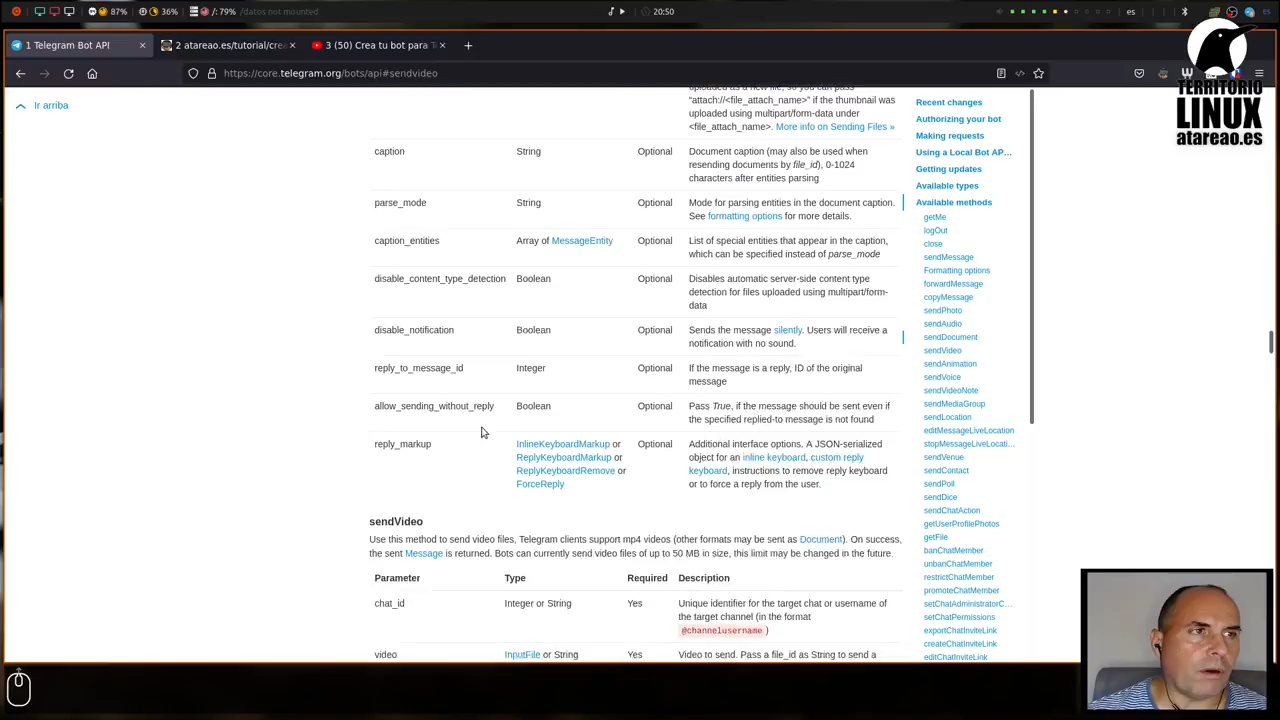 87%
36%
/: 79%
/datos not mounted
20:50
es
ES
1 Telegram Bot API
2 atareao.es/tutorial/cre
3 (50) Crea tu bot para T
https://core.telegram.org/bots/api#sendvideo
TERRITORIO
LINUX
atareao.es
Ir arriba
uploaded as a new file, so you can pass
“attach://<file_attach_name>” if the thumbnail was
uploaded using multipart/form-data under
<file_attach_name>. More info on Sending Files »
caption String Optional Document caption (may also be used when
resending documents by file_id), 0-1024
characters after entities parsing
parse_mode String Optional Mode for parsing entities in the document caption.
See formatting options for more details.
caption_entities Array of MessageEntity Optional List of special entities that appear in the caption,
which can be specified instead of parse_mode
disable_content_type_detection Boolean Optional Disables automatic server-side content type
detection for files uploaded using multipart/form-
data
disable_notification Boolean Optional Sends the message silently. Users will receive a
notification with no sound.
reply_to_message_id Integer Optional If the message is a reply, ID of the original
message
allow_sending_without_reply Boolean Optional Pass True, if the message should be sent even if
the specified replied-to message is not found
reply_markup InlineKeyboardMarkup or Optional Additional interface options. A JSON-serialized
ReplyKeyboardMarkup or object for an inline keyboard, custom reply
ReplyKeyboardRemove or keyboard, instructions to remove reply keyboard
ForceReply or to force a reply from the user.
sendVideo
Use this method to send video files, Telegram clients support mp4 videos (other formats may be sent as Document). On success,
the sent Message is returned. Bots can currently send video files of up to 50 MB in size, this limit may be changed in the future.
Parameter Type Required Description
chat_id Integer or String Yes Unique identifier for the target chat or username of
the target channel (in the format
@channelusername)
video InputFile or String Yes Video to send. Pass a file_id as String to send a
Recent changes
Authorizing your bot
Making requests
Using a Local Bot AP…
Getting updates
Available types
Available methods
getMe
logOut
close
sendMessage
Formatting options
forwardMessage
copyMessage
sendPhoto
sendAudio
sendDocument
sendVideo
sendAnimation
sendVoice
sendVideoNote
sendMediaGroup
sendLocation
editMessageLiveLocation
stopMessageLiveLocati…
sendVenue
sendContact
sendPoll
sendDice
sendChatAction
getUserProfilePhotos
getFile
banChatMember
unbanChatMember
restrictChatMember
promoteChatMember
setChatAdministratorC…
setChatPermissions
exportChatInviteLink
createChatInviteLink
editChatInviteLink